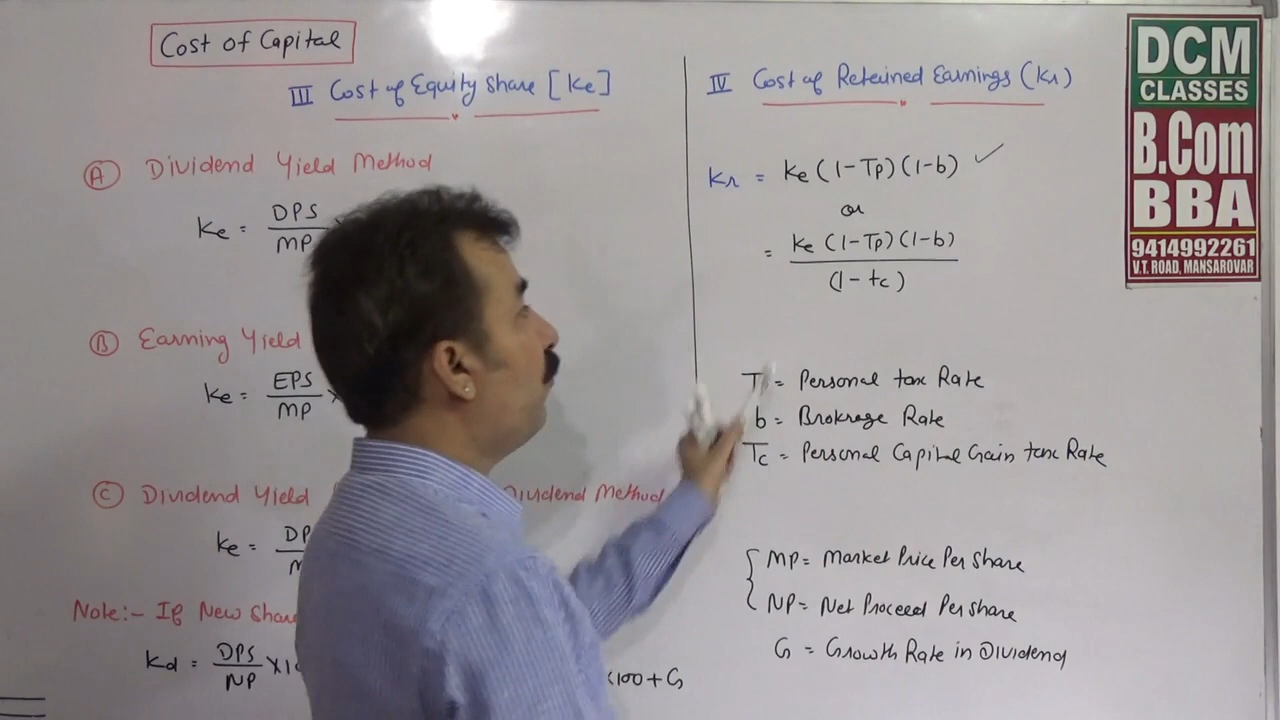 Cost of Capital
III Cost of Equity Share [Ke]
A Dividend Yield Method
Ke = DPS
MP
B Earning Yield
Ke = EPS
MP
C Dividend Yield Dividend Method
Ke =
Note:- If New Share
Kd = DPS ×
NP
×100 + G
IV Cost of Retained Earnings (Kr)
Kr = Ke (1-Tp) (1-b) ✓
or
= Ke (1-Tp) (1-b)
(1-tc)
= Personal tax Rate
b = Brokrage Rate
Tc = Personal Capital Gain tax Rate
{ MP = Market Price Per Share
NP = Net Proceed Per share
G = Growth Rate in Dividend
DCM
CLASSES
B.Com
BBA
9414992261
V.T. ROAD, MANSAROVAR